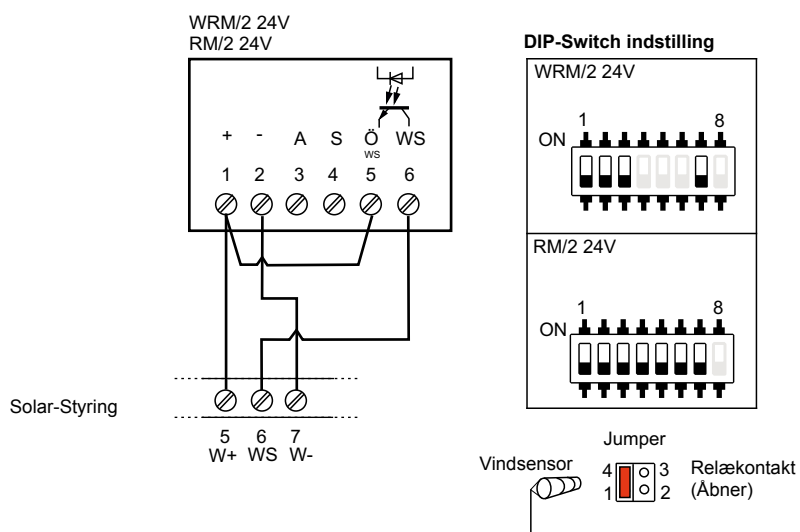 WRM/2 24V
RM/2 24V
+ - A S Ö WS
WS
1 2 3 4 5 6
Solar-Styring
5 6 7
W+ WS W-
DIP-Switch indstilling
WRM/2 24V
1 8
ON
RM/2 24V
1 8
ON
Jumper
Vindsensor
4 3 Relækontakt
1 2 (Åbner)